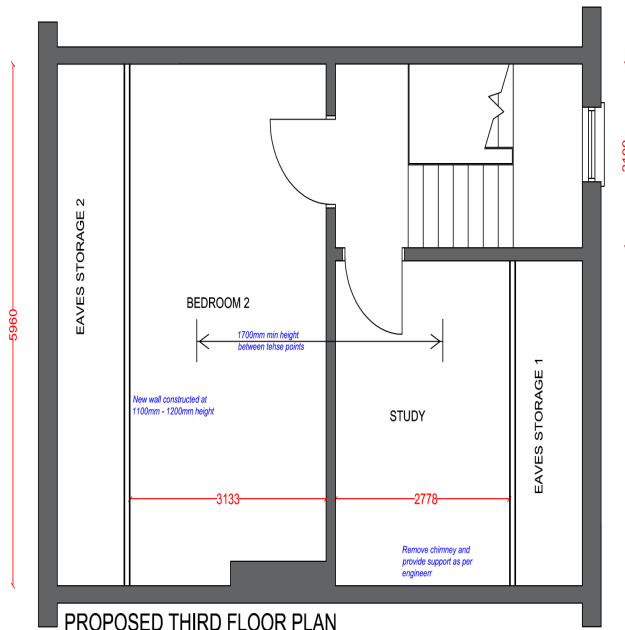 5960
EAVES STORAGE 2
BEDROOM 2
1700mm min height
between tehse points
New wall constructed at
1100mm - 1200mm height
STUDY
EAVES STORAGE 1
3133
2778
Remove chimney and
provide support as per
engineerr
PROPOSED THIRD FLOOR PLAN